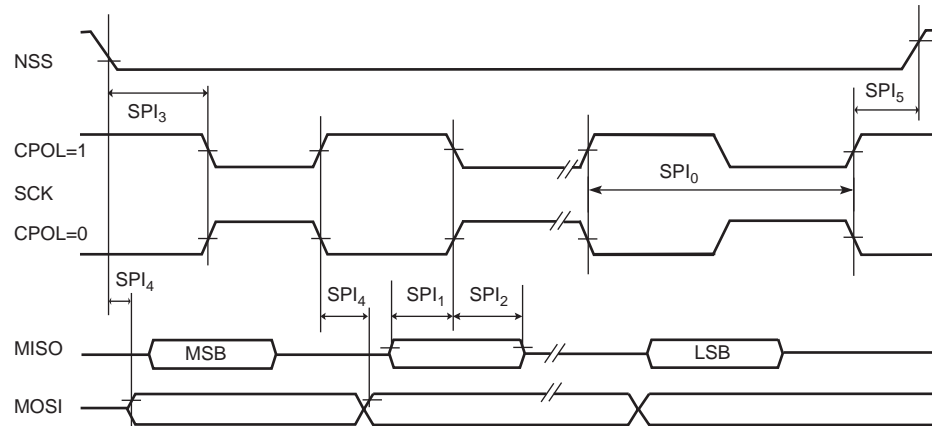 NSS
SPI₃
SPI₅
CPOL=1
SCK
SPI₀
CPOL=0
SPI₄
SPI₄
SPI₁
SPI₂
MISO
MSB
LSB
MOSI